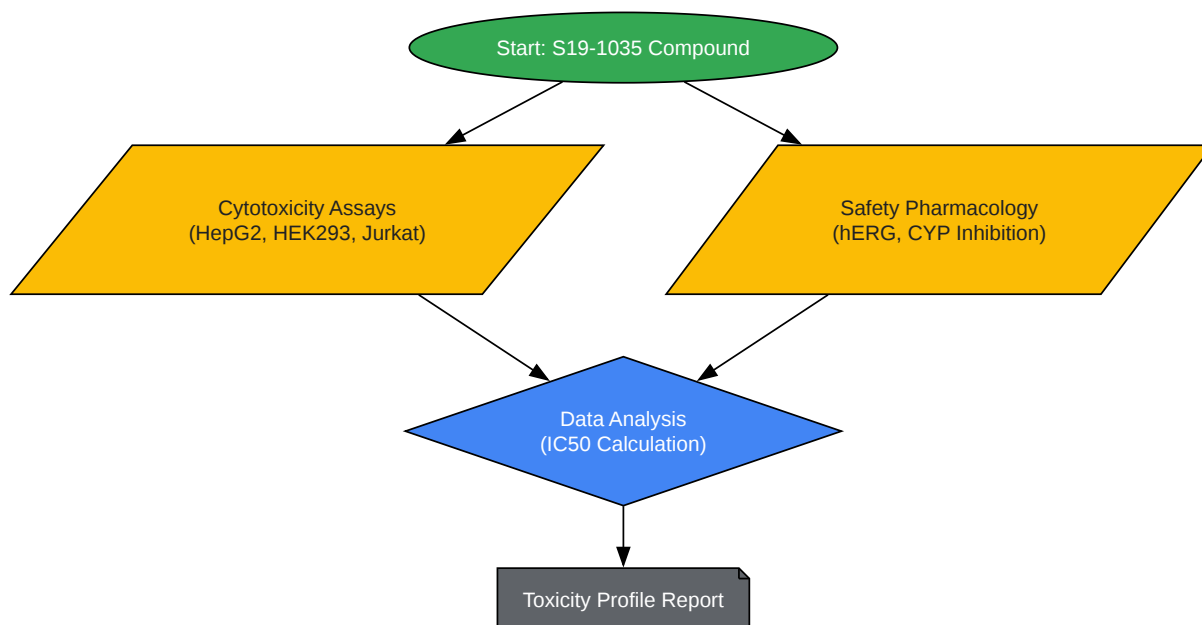 Start: S19-1035 Compound
Cytotoxicity Assays
(HepG2, HEK293, Jurkat)
Safety Pharmacology
(hERG, CYP Inhibition)
Data Analysis
(IC50 Calculation)
Toxicity Profile Report